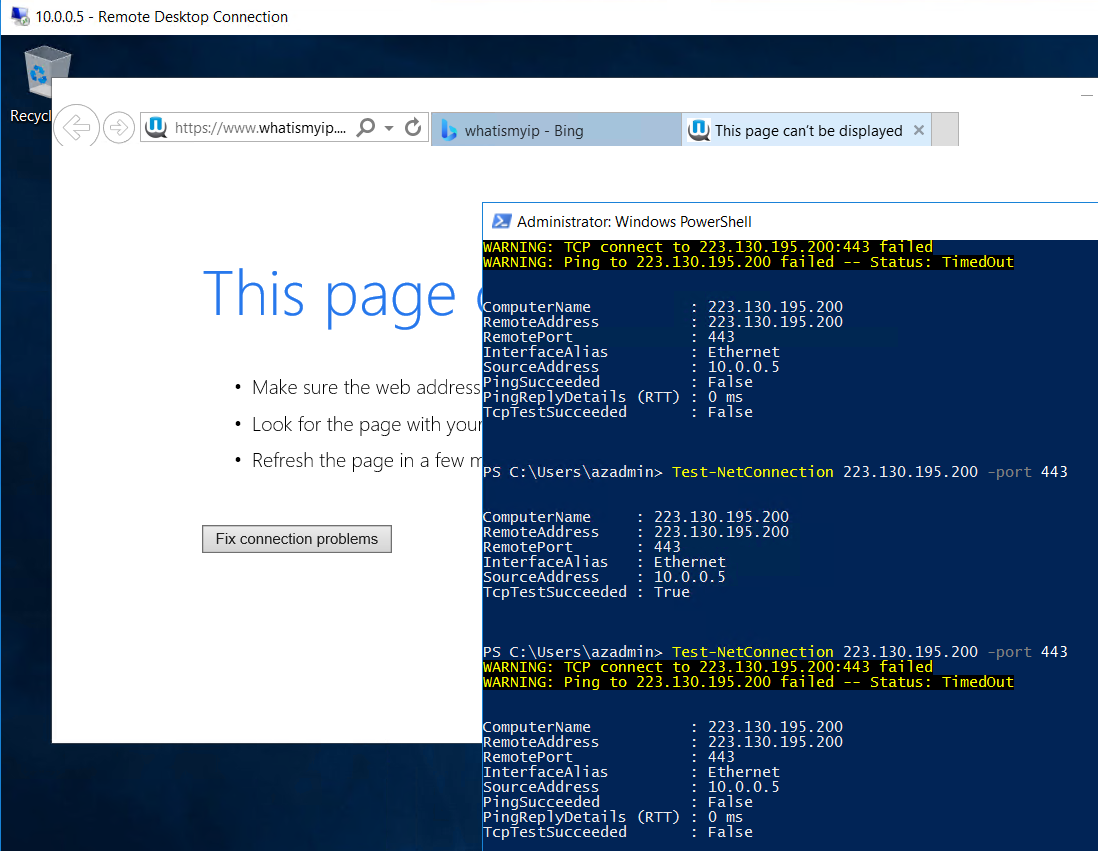 10.0.0.5 - Remote Desktop Connection
Recycl
https://www.whatismyip....
whatismyip - Bing
This page can't be displayed
This page
• Make sure the web address
• Look for the page with your
• Refresh the page in a few
Fix connection problems
Administrator: Windows PowerShell
WARNING: TCP connect to 223.130.195.200:443 failed
WARNING: Ping to 223.130.195.200 failed -- Status: TimedOut
ComputerName : 223.130.195.200
RemoteAddress : 223.130.195.200
RemotePort : 443
InterfaceAlias : Ethernet
SourceAddress : 10.0.0.5
PingSucceeded : False
PingReplyDetails (RTT) : 0 ms
TcpTestSucceeded : False
PS C:\Users\azadmin> Test-NetConnection 223.130.195.200 -port 443
ComputerName : 223.130.195.200
RemoteAddress : 223.130.195.200
RemotePort : 443
InterfaceAlias : Ethernet
SourceAddress : 10.0.0.5
TcpTestSucceeded : True
PS C:\Users\azadmin> Test-NetConnection 223.130.195.200 -port 443
WARNING: TCP connect to 223.130.195.200:443 failed
WARNING: Ping to 223.130.195.200 failed -- Status: TimedOut
ComputerName : 223.130.195.200
RemoteAddress : 223.130.195.200
RemotePort : 443
InterfaceAlias : Ethernet
SourceAddress : 10.0.0.5
PingSucceeded : False
PingReplyDetails (RTT) : 0 ms
TcpTestSucceeded : False